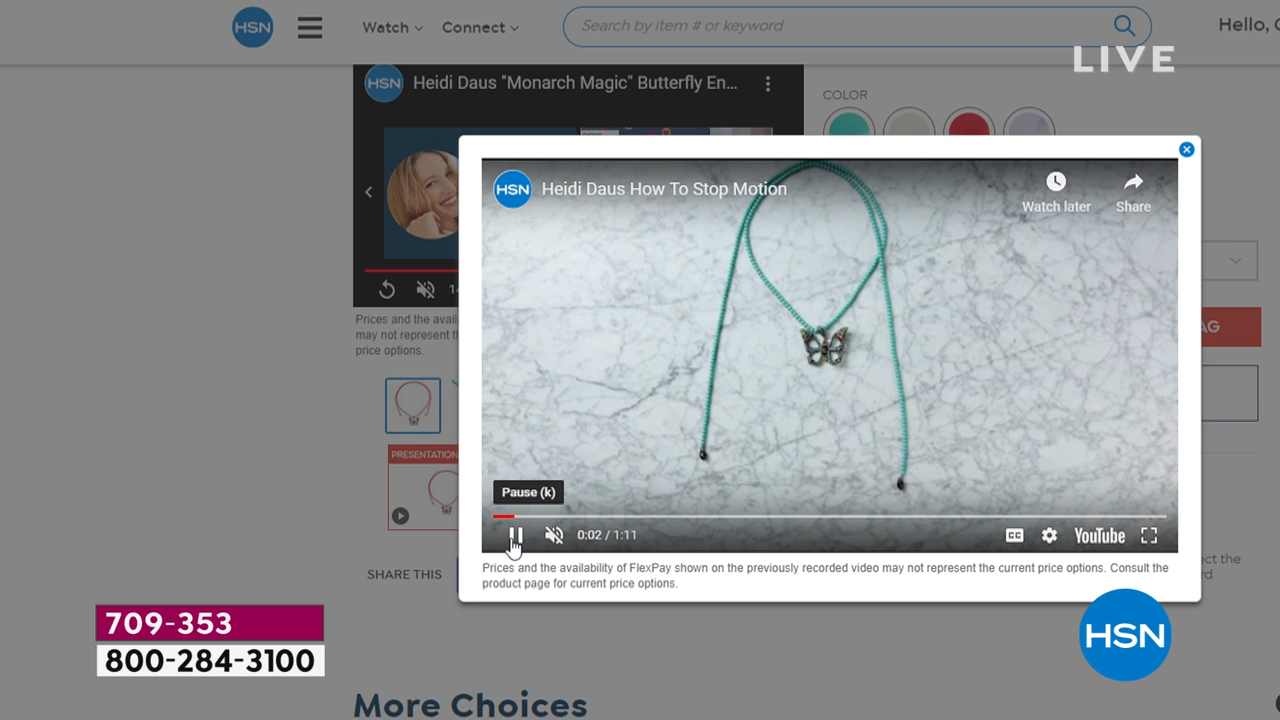 HSN
Watch
Connect
Search by item # or keyword
Hello,
LIVE
HSN
Heidi Daus "Monarch Magic" Butterfly En...
COLOR
HSN
Heidi Daus How To Stop Motion
Watch later
Share
Prices and the avail
may not represent t
price options.
AG
PRESENTATION
Pause (k)
0:02 / 1:11
CC
YouTube
Prices and the availability of FlexPay shown on the previously recorded video may not represent the current price options. Consult the
product page for current price options.
SHARE THIS
709-353
800-284-3100
HSN
More Choices